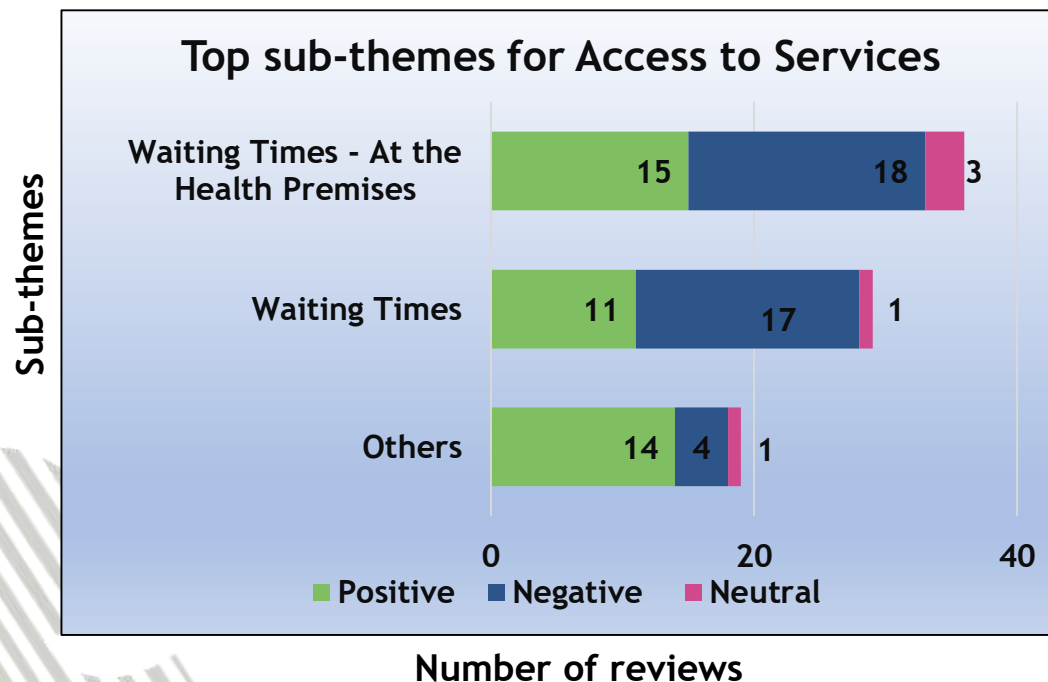 Top sub-themes for Access to Services
Sub-themes
Waiting Times - At the
Health Premises
15
18
3
Waiting Times
11
17
1
Others
14
4
1
0
20
40
Positive
Negative
Neutral
Number of reviews